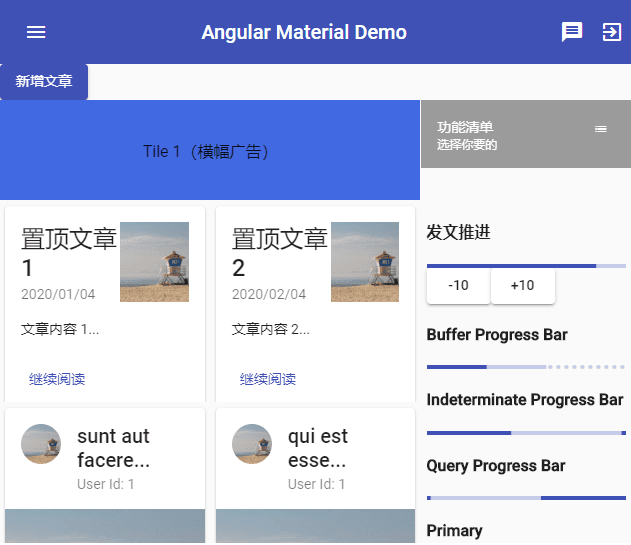 Angular Material Demo
新增文章
Tile 1（横幅广告）
功能清单
选择你要的
置顶文章
1
2020/01/04
文章内容 1...
继续阅读
置顶文章
2
2020/02/04
文章内容 2...
继续阅读
sunt aut
facere...
User Id: 1
qui est
esse...
User Id: 1
发文推进
-10
+10
Buffer Progress Bar
Indeterminate Progress Bar
Query Progress Bar
Primary